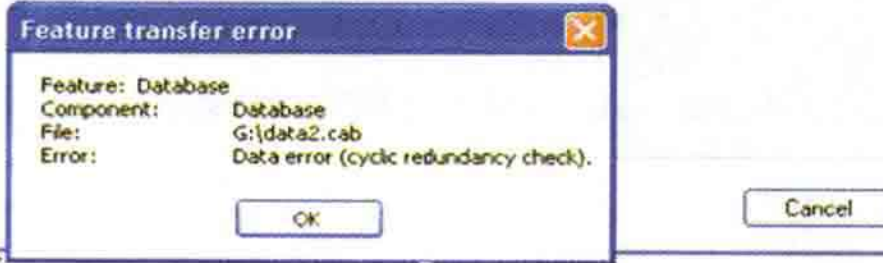 Feature transfer error
Feature: Database
Component: Database
File: G:\data2.cab
Error: Data error (cyclic redundancy check).
OK
Cancel